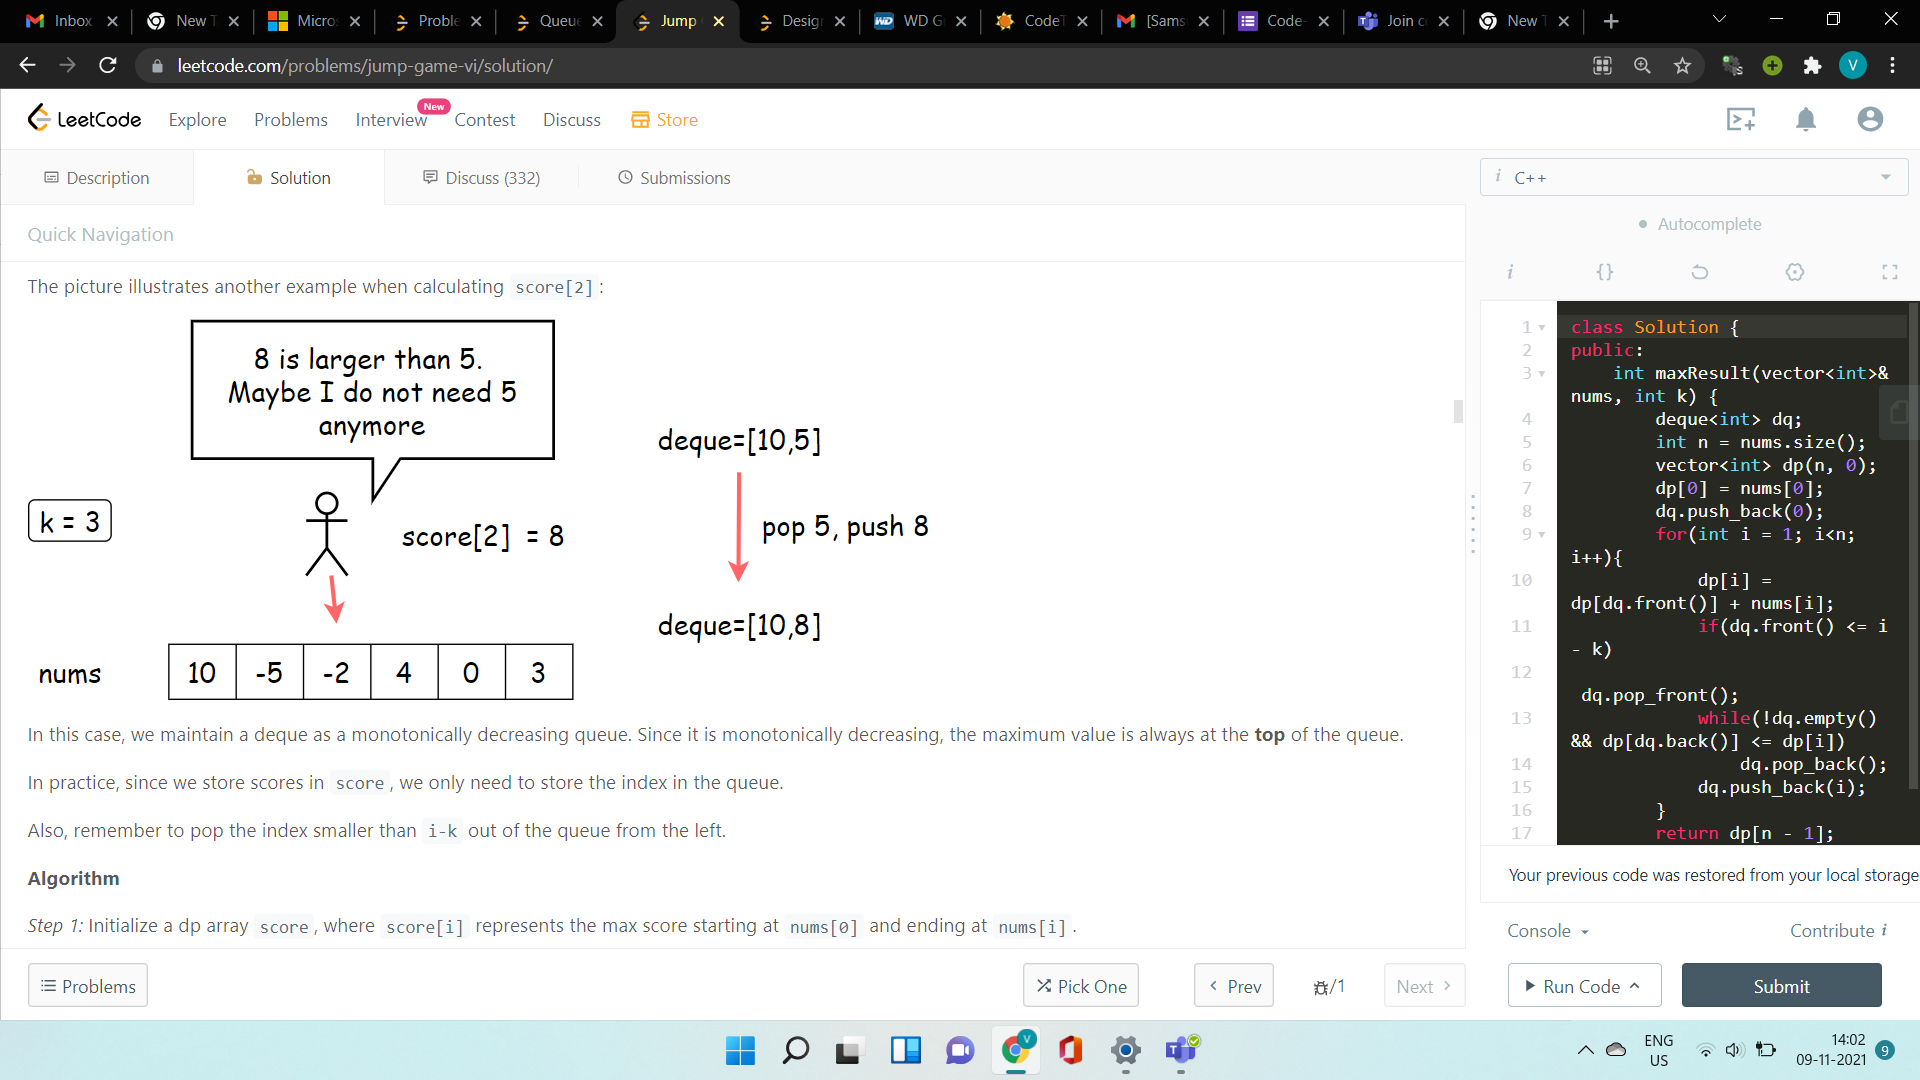 Inbox
New T
Micros
Proble
Queue
Jump
Design
WD
WD G
CodeT
[Sams
Code-
Join c
New T
leetcode.com/problems/jump-game-vi/solution/
V
LeetCode
Explore
Problems
Interview
New
Contest
Discuss
Store
Description
Solution
Discuss (332)
Submissions
i C++
Quick Navigation
Autocomplete
i {}
The picture illustrates another example when calculating score[2] :
8 is larger than 5.
Maybe I do not need 5
anymore
k = 3
score[2] = 8
deque=[10,5]
pop 5, push 8
deque=[10,8]
nums
10 -5 -2 4 0 3
In this case, we maintain a deque as a monotonically decreasing queue. Since it is monotonically decreasing, the maximum value is always at the top of the queue.
In practice, since we store scores in score , we only need to store the index in the queue.
Also, remember to pop the index smaller than i-k out of the queue from the left.
Algorithm
Step 1: Initialize a dp array score , where score[i] represents the max score starting at nums[0] and ending at nums[i] .
1 class Solution {
2 public:
3 int maxResult(vector<int>&
nums, int k) {
4 deque<int> dq;
5 int n = nums.size();
6 vector<int> dp(n, 0);
7 dp[0] = nums[0];
8 dq.push_back(0);
9 for(int i = 1; i<n;
i++){
10 dp[i] =
dp[dq.front()] + nums[i];
11 if(dq.front() <= i
- k)
12
dq.pop_front();
13 while(!dq.empty()
&& dp[dq.back()] <= dp[i])
14 dq.pop_back();
15 dq.push_back(i);
16 }
17 return dp[n - 1];
Your previous code was restored from your local storage
Console
Contribute i
Problems
Pick One
Prev
/1
Next
Run Code
Submit
V
ENG
US
14:02
09-11-2021
9